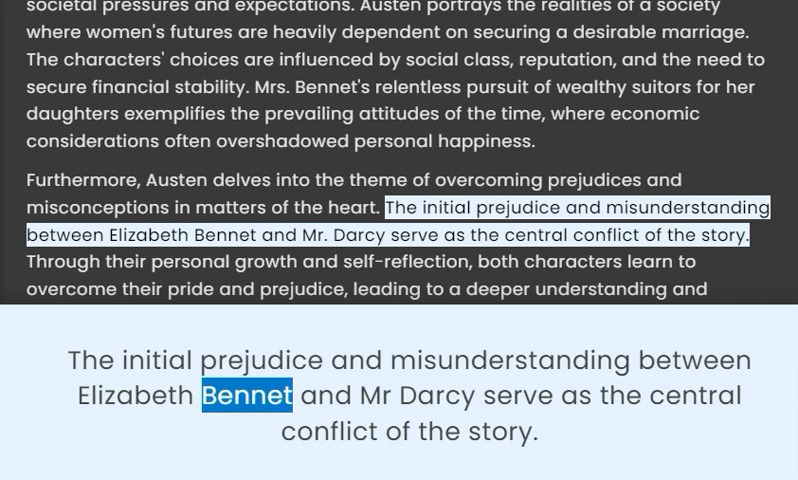 societal pressures and expectations. Austen portrays the realities of a society
where women's futures are heavily dependent on securing a desirable marriage.
The characters' choices are influenced by social class, reputation, and the need to
secure financial stability. Mrs. Bennet's relentless pursuit of wealthy suitors for her
daughters exemplifies the prevailing attitudes of the time, where economic
considerations often overshadowed personal happiness.
Furthermore, Austen delves into the theme of overcoming prejudices and
misconceptions in matters of the heart. The initial prejudice and misunderstanding
between Elizabeth Bennet and Mr. Darcy serve as the central conflict of the story.
Through their personal growth and self-reflection, both characters learn to
overcome their pride and prejudice, leading to a deeper understanding and
The initial prejudice and misunderstanding between
Elizabeth Bennet and Mr Darcy serve as the central
conflict of the story.